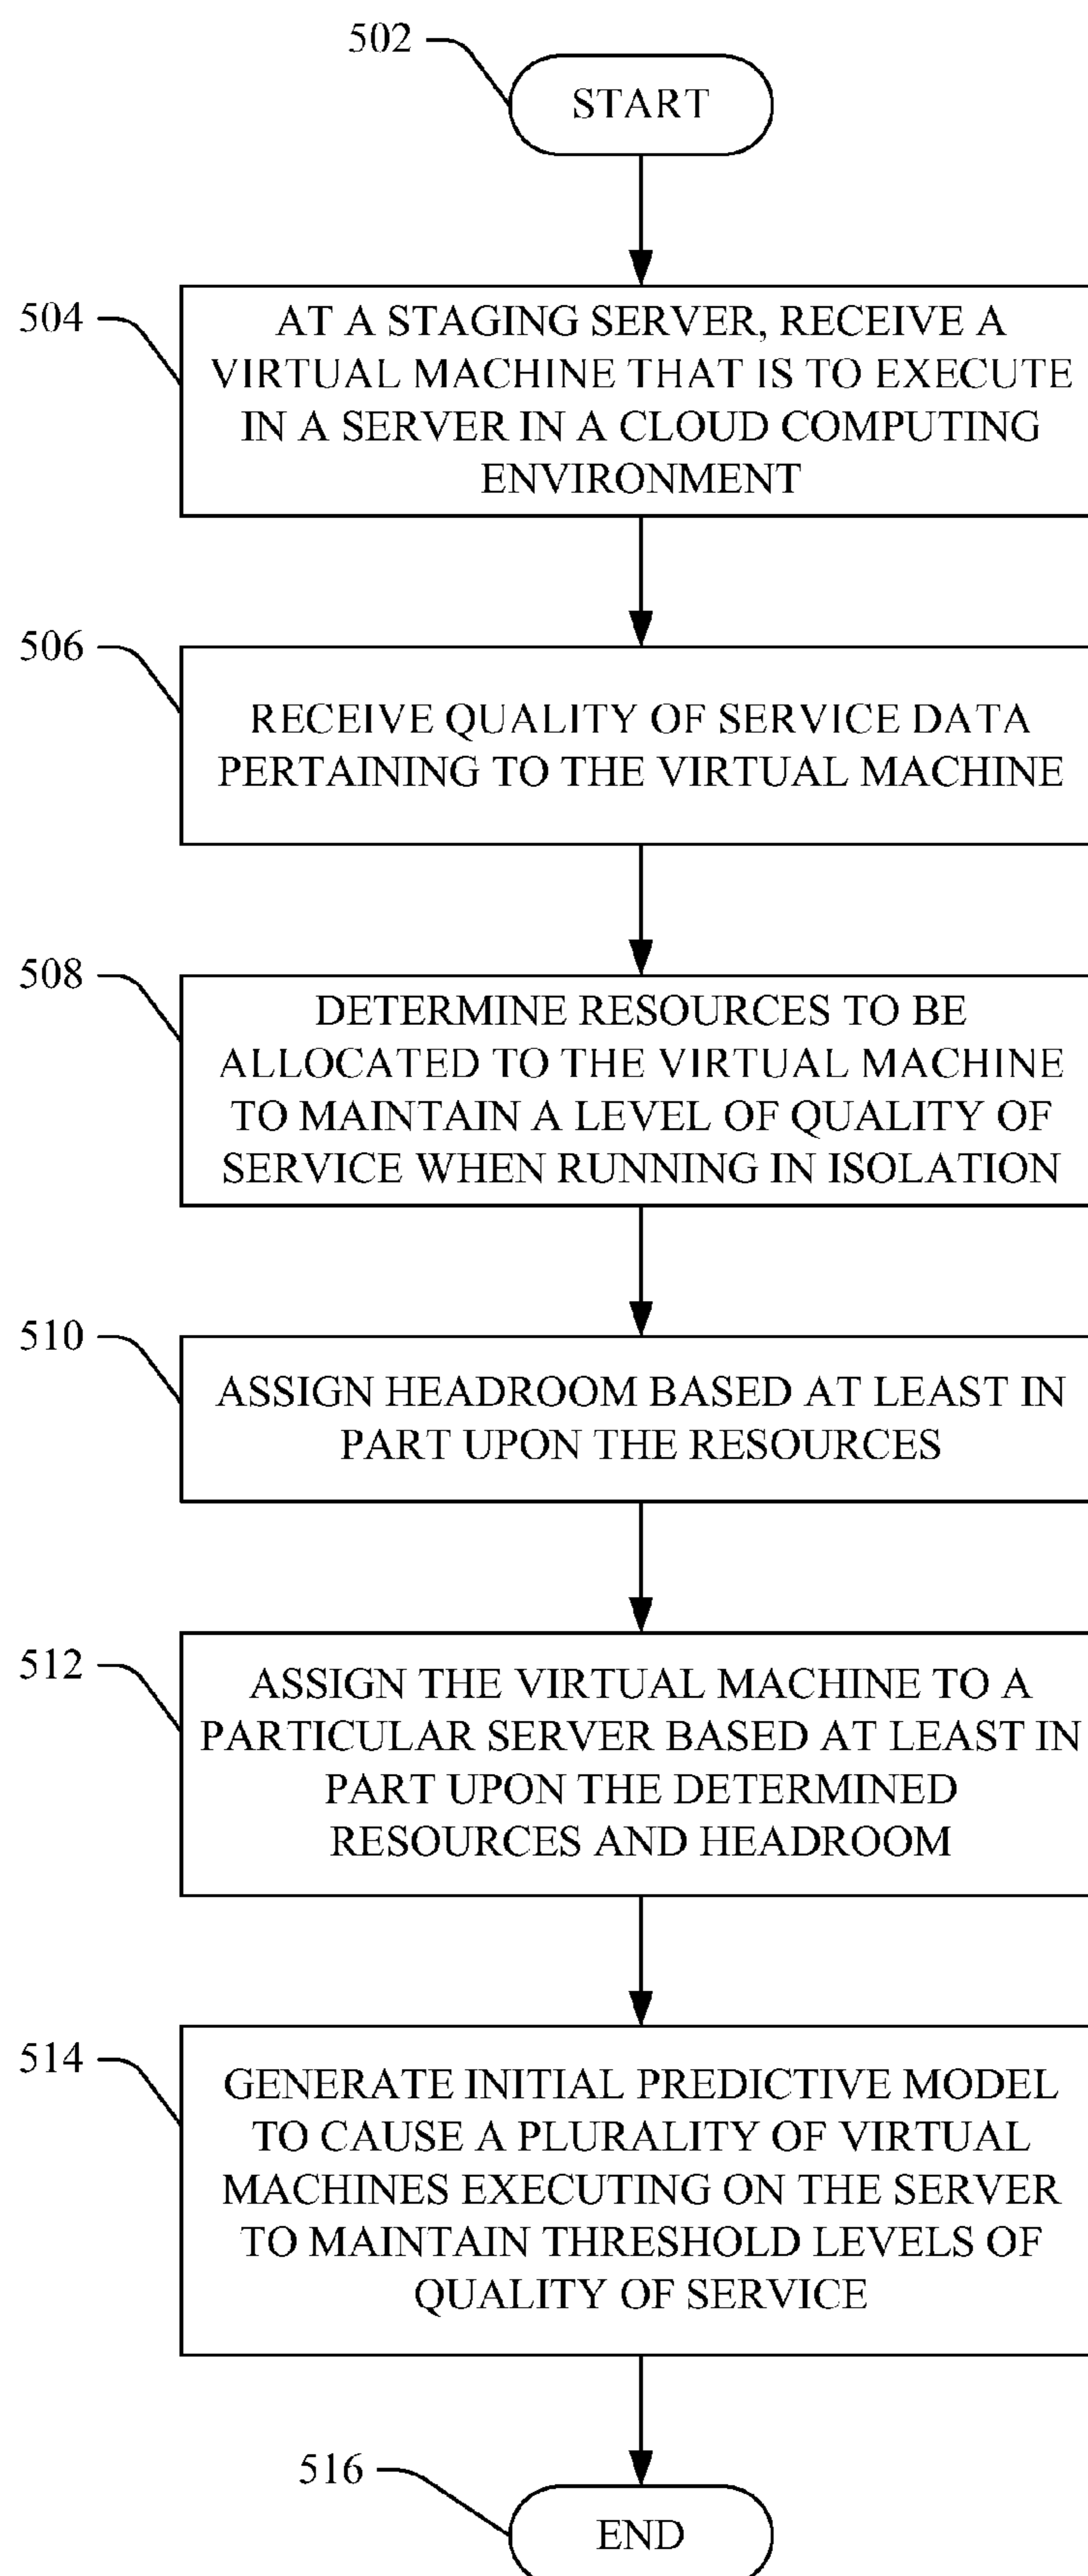 502
START
504
AT A STAGING SERVER, RECEIVE A
VIRTUAL MACHINE THAT IS TO EXECUTE
IN A SERVER IN A CLOUD COMPUTING
ENVIRONMENT
506
RECEIVE QUALITY OF SERVICE DATA
PERTAINING TO THE VIRTUAL MACHINE
508
DETERMINE RESOURCES TO BE
ALLOCATED TO THE VIRTUAL MACHINE
TO MAINTAIN A LEVEL OF QUALITY OF
SERVICE WHEN RUNNING IN ISOLATION
510
ASSIGN HEADROOM BASED AT LEAST IN
PART UPON THE RESOURCES
512
ASSIGN THE VIRTUAL MACHINE TO A
PARTICULAR SERVER BASED AT LEAST IN
PART UPON THE DETERMINED
RESOURCES AND HEADROOM
514
GENERATE INITIAL PREDICTIVE MODEL
TO CAUSE A PLURALITY OF VIRTUAL
MACHINES EXECUTING ON THE SERVER
TO MAINTAIN THRESHOLD LEVELS OF
QUALITY OF SERVICE
516
END